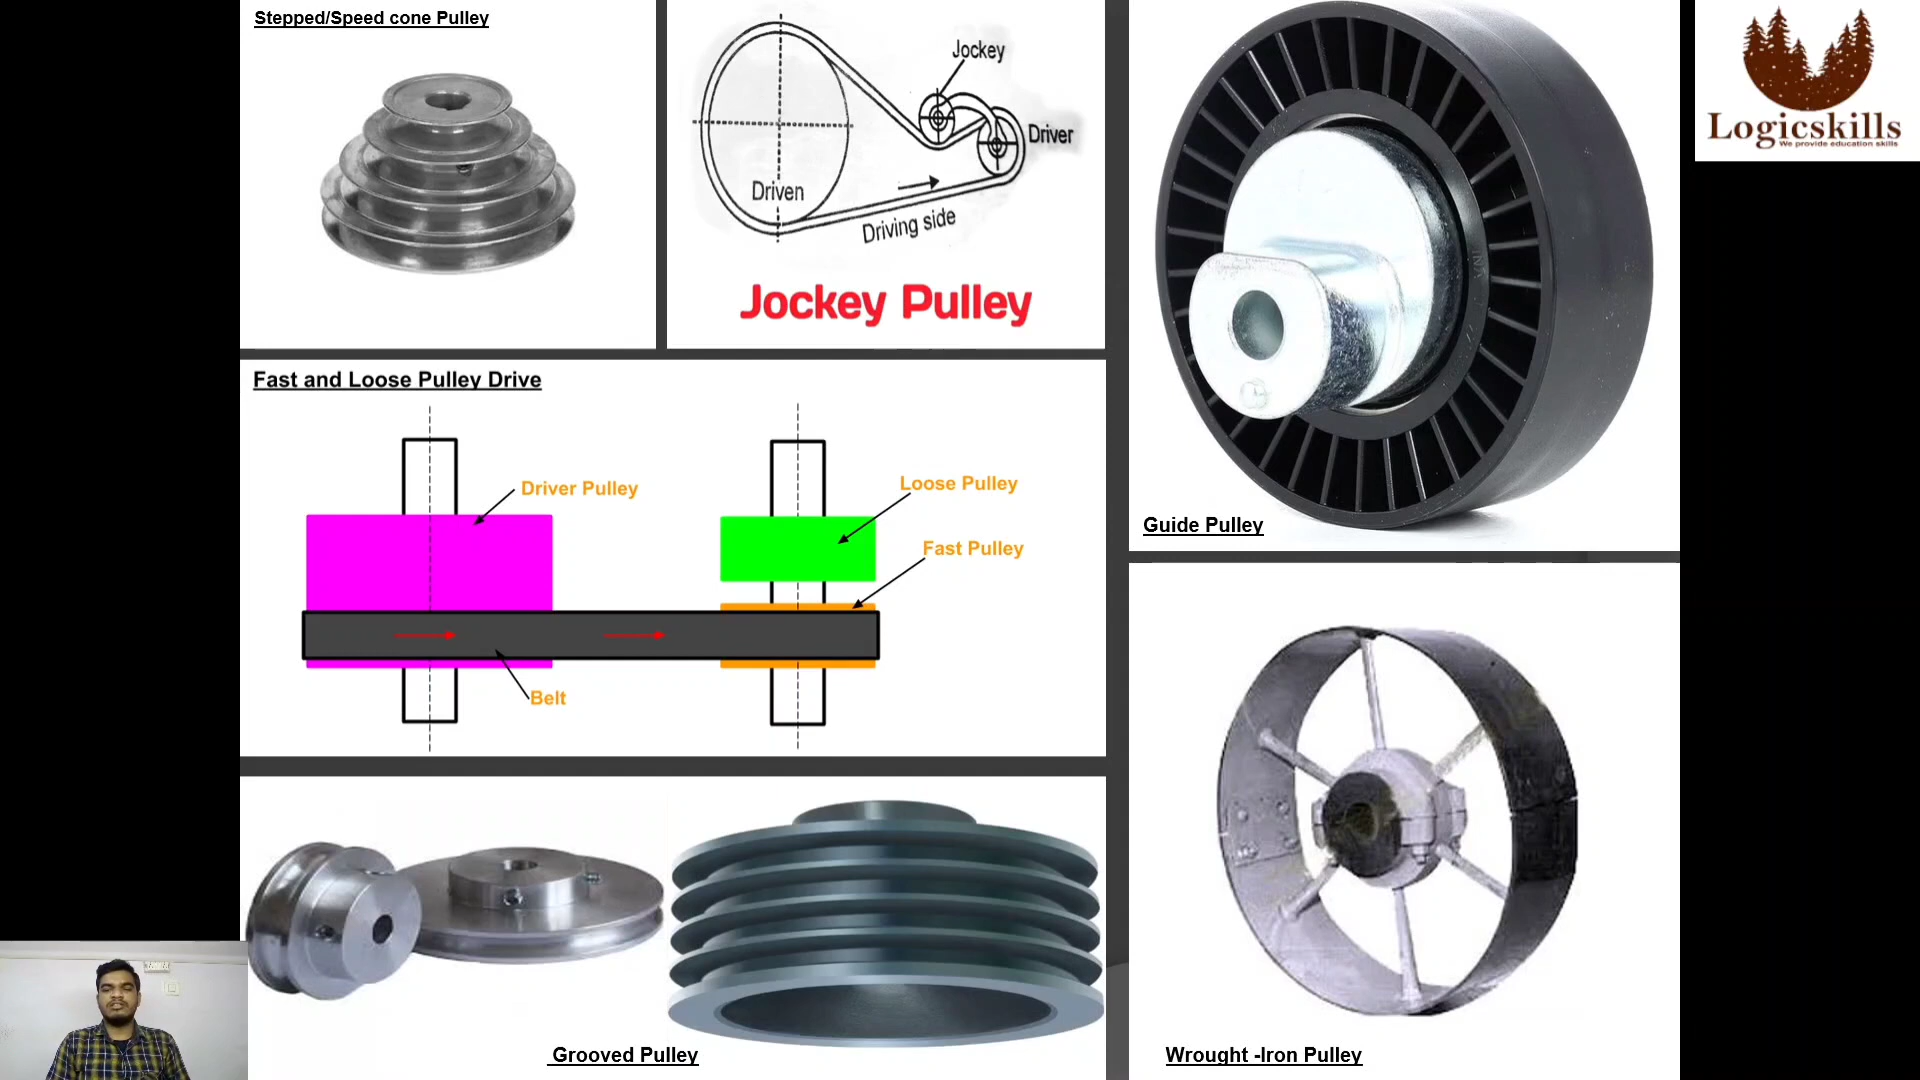 Stepped/Speed cone Pulley
Jockey
Driver
Driven
Driving side
Jockey Pulley
Logicskills
We provide education skills
Fast and Loose Pulley Drive
Driver Pulley
Loose Pulley
Fast Pulley
Belt
Guide Pulley
Grooved Pulley
Wrought -Iron Pulley